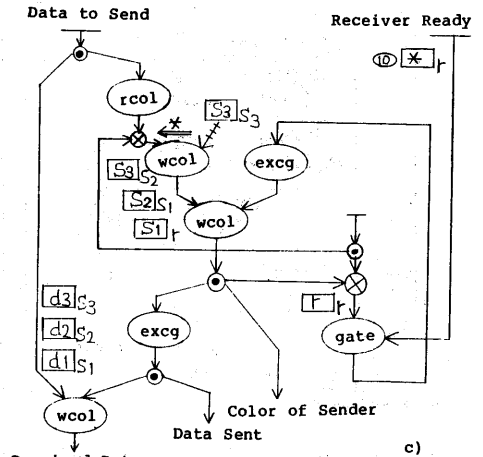 Data to Send
Receiver Ready
⑩ * r
rcol
*
S3 S3
wcol
excg
S3 S2
S2 S1
wcol
S1 r
d3 S3
r r
d2 S2
excg
gate
d1 S1
wcol
Color of Sender
Data Sent
c)